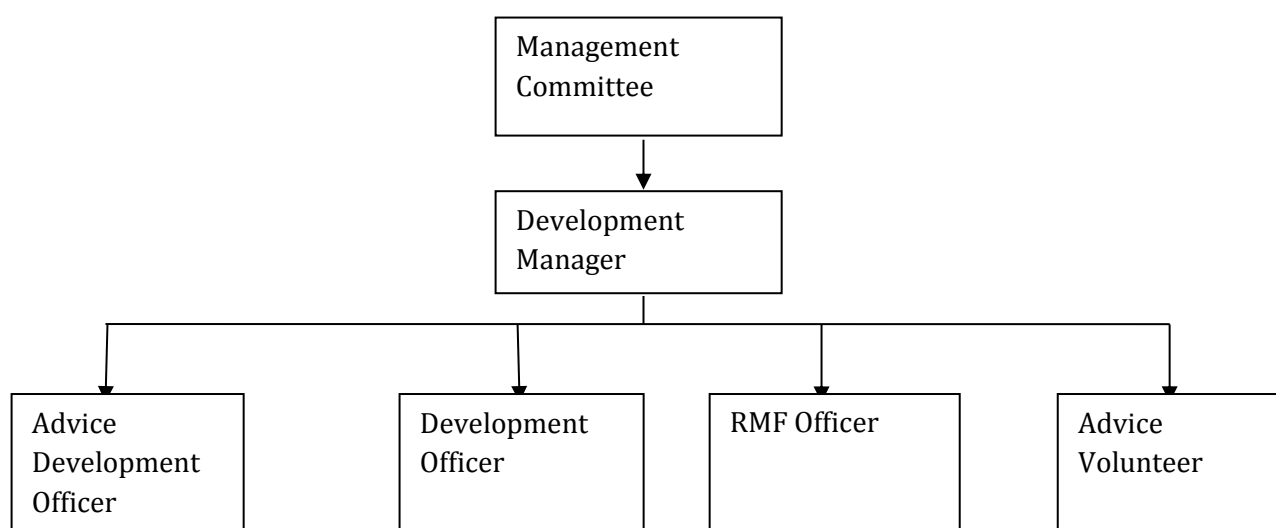 Management
Committee
Development
Manager
Advice
Development
Officer
Development
Officer
RMF Officer
Advice
Volunteer